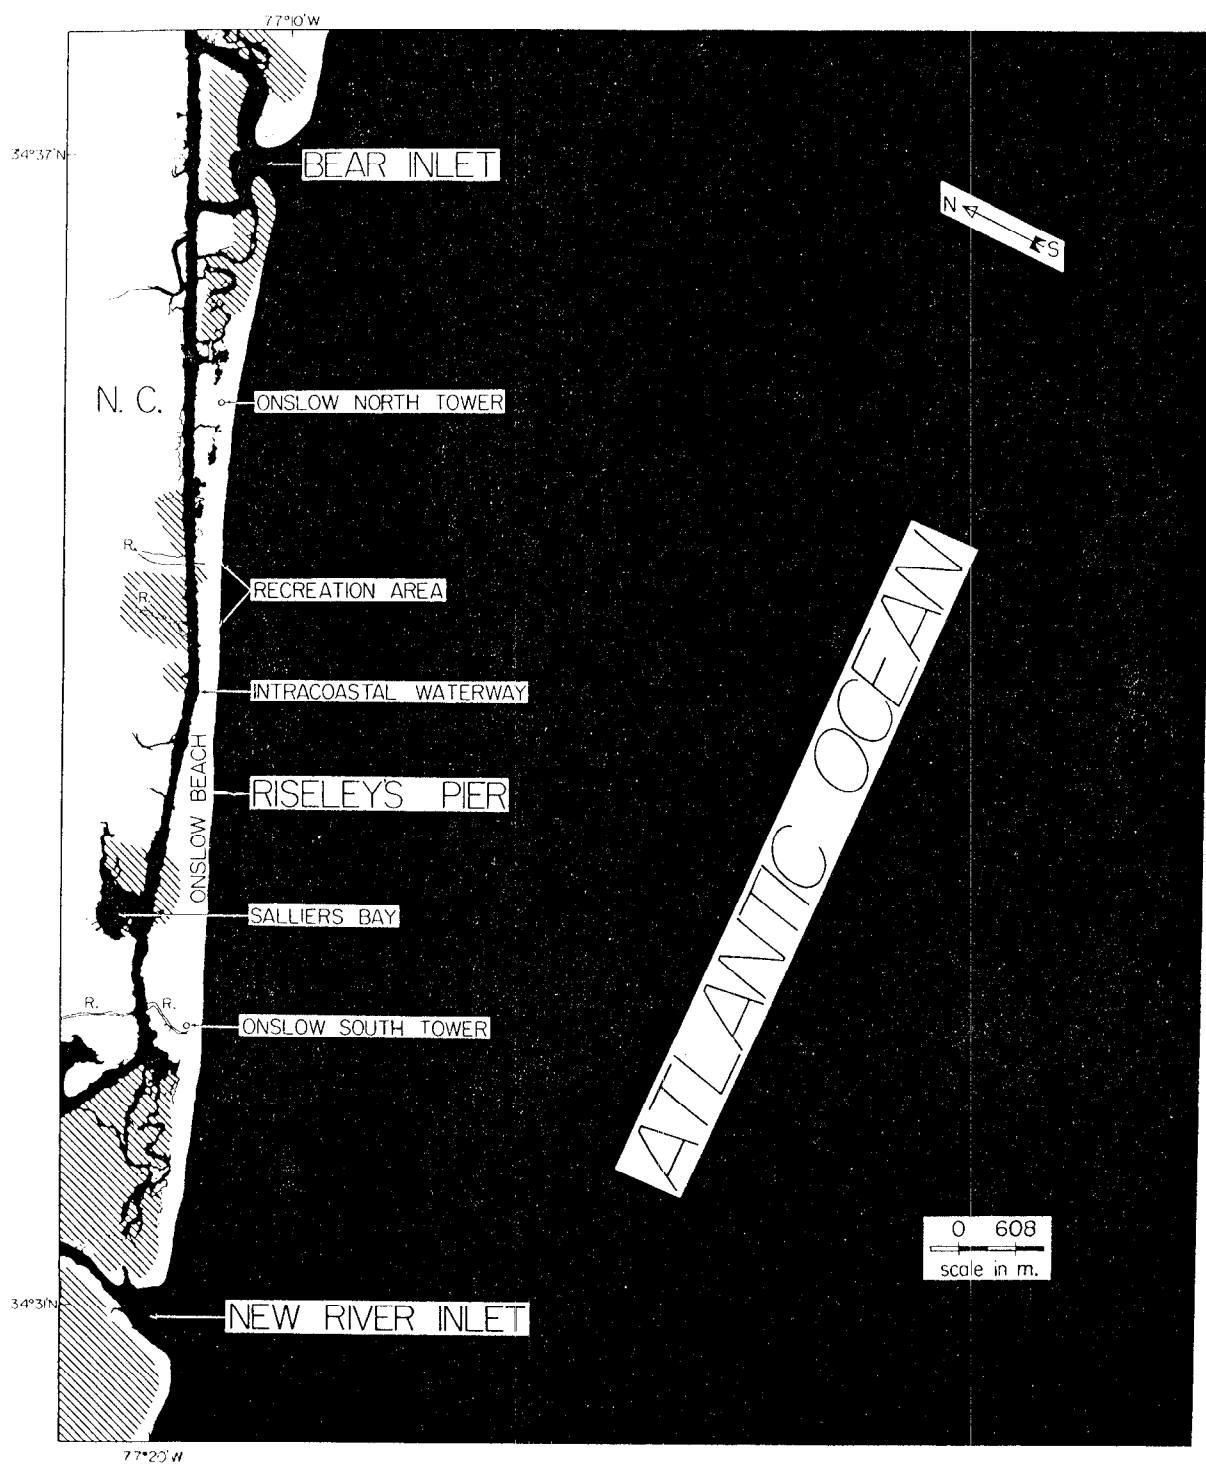 77°10'W
34°37'N
BEAR INLET
N
S
N. C.
ONSLOW NORTH TOWER
R.
RECREATION AREA
R.
INTRACOASTAL WATERWAY
ONSLOW BEACH
RISELEY'S PIER
ATLANTIC OCEAN
SALLIERS BAY
R.
R.
ONSLOW SOUTH TOWER
0 608
scale in m.
34°31'N
NEW RIVER INLET
77°20'W